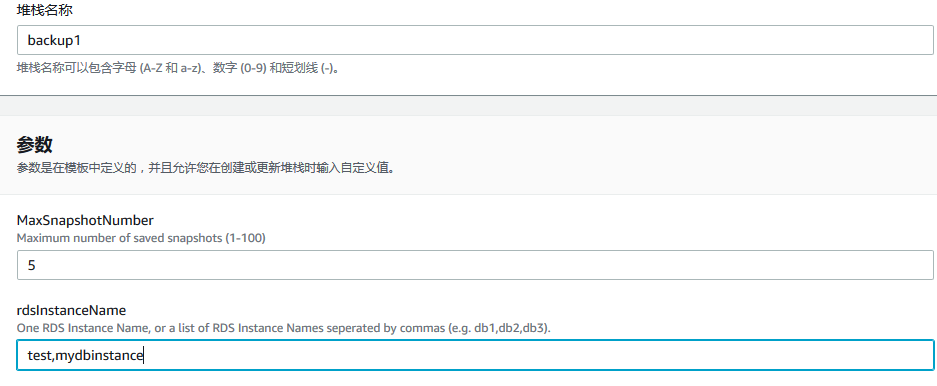 堆栈名称
backup1
堆栈名称可以包含字母 (A-Z 和 a-z)、数字 (0-9) 和短划线 (-)。
参数
参数是在模板中定义的，并且允许您在创建或更新堆栈时输入自定义值。
MaxSnapshotNumber
Maximum number of saved snapshots (1-100)
5
rdsInstanceName
One RDS Instance Name, or a list of RDS Instance Names seperated by commas (e.g. db1,db2,db3).
test,mydbinstance